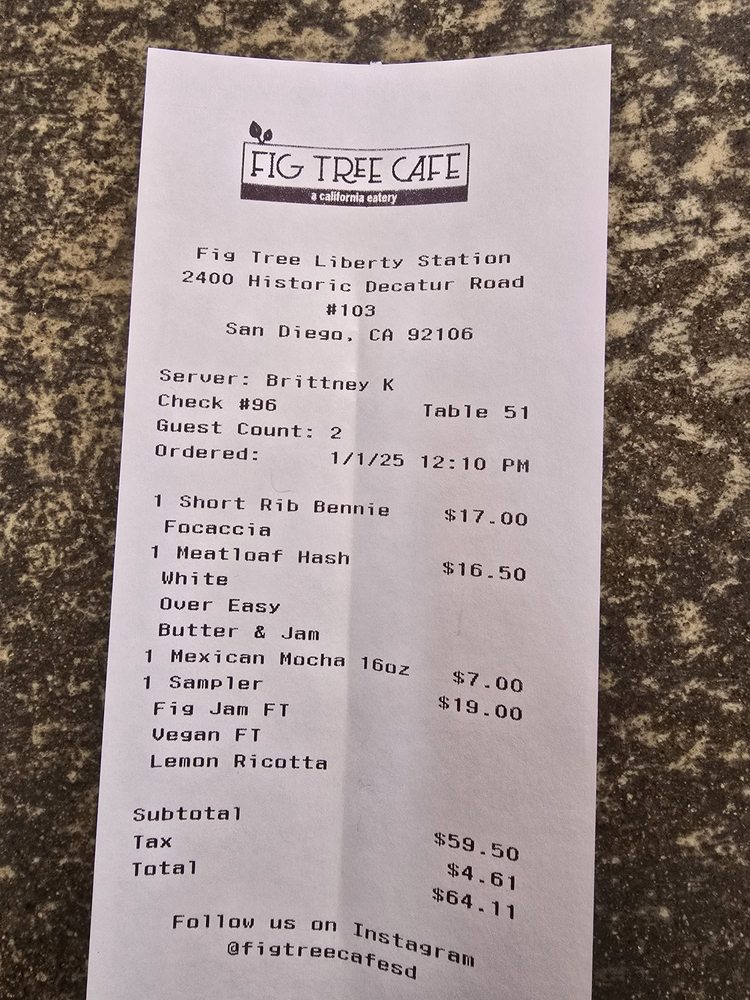 FIG TREE CAFE
a california eatery
Fig Tree Liberty Station
2400 Historic Decatur Road
#103
San Diego, CA 92106
Server: Brittney K
Check #96 Table 51
Guest Count: 2
Ordered: 1/1/25 12:10 PM
1 Short Rib Bennie $17.00
Focaccia
1 Meatloaf Hash $16.50
White
Over Easy
Butter & Jam
1 Mexican Mocha 16oz $7.00
1 Sampler $19.00
Fig Jam FT
Vegan FT
Lemon Ricotta
Subtotal $59.50
Tax $4.61
Total $64.11
Follow us on Instagram
@figtreecafesd